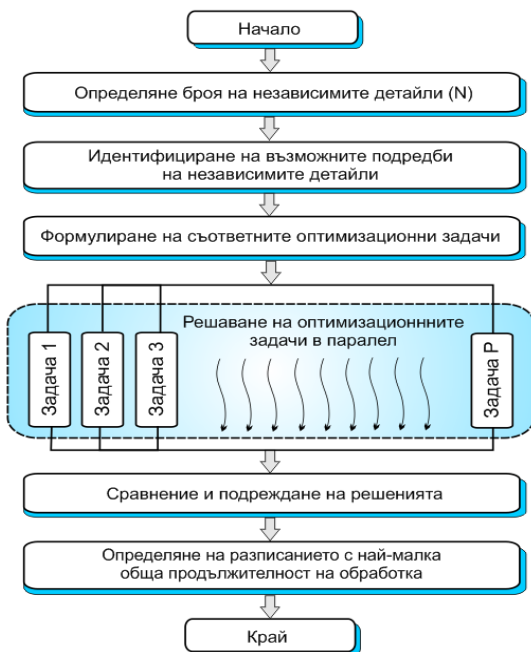 Начало
Определяне броя на независимите детайли (N)
Идентифициране на възможните подредби
на независимите детайли
Формулиране на съответните оптимизационни задачи
Решаване на оптимизационнните
задачи в паралел
Задача 1
Задача 2
Задача 3
Задача P
Сравнение и подреждане на решенията
Определяне на разписанието с най-малка
обща продължителност на обработка
Край